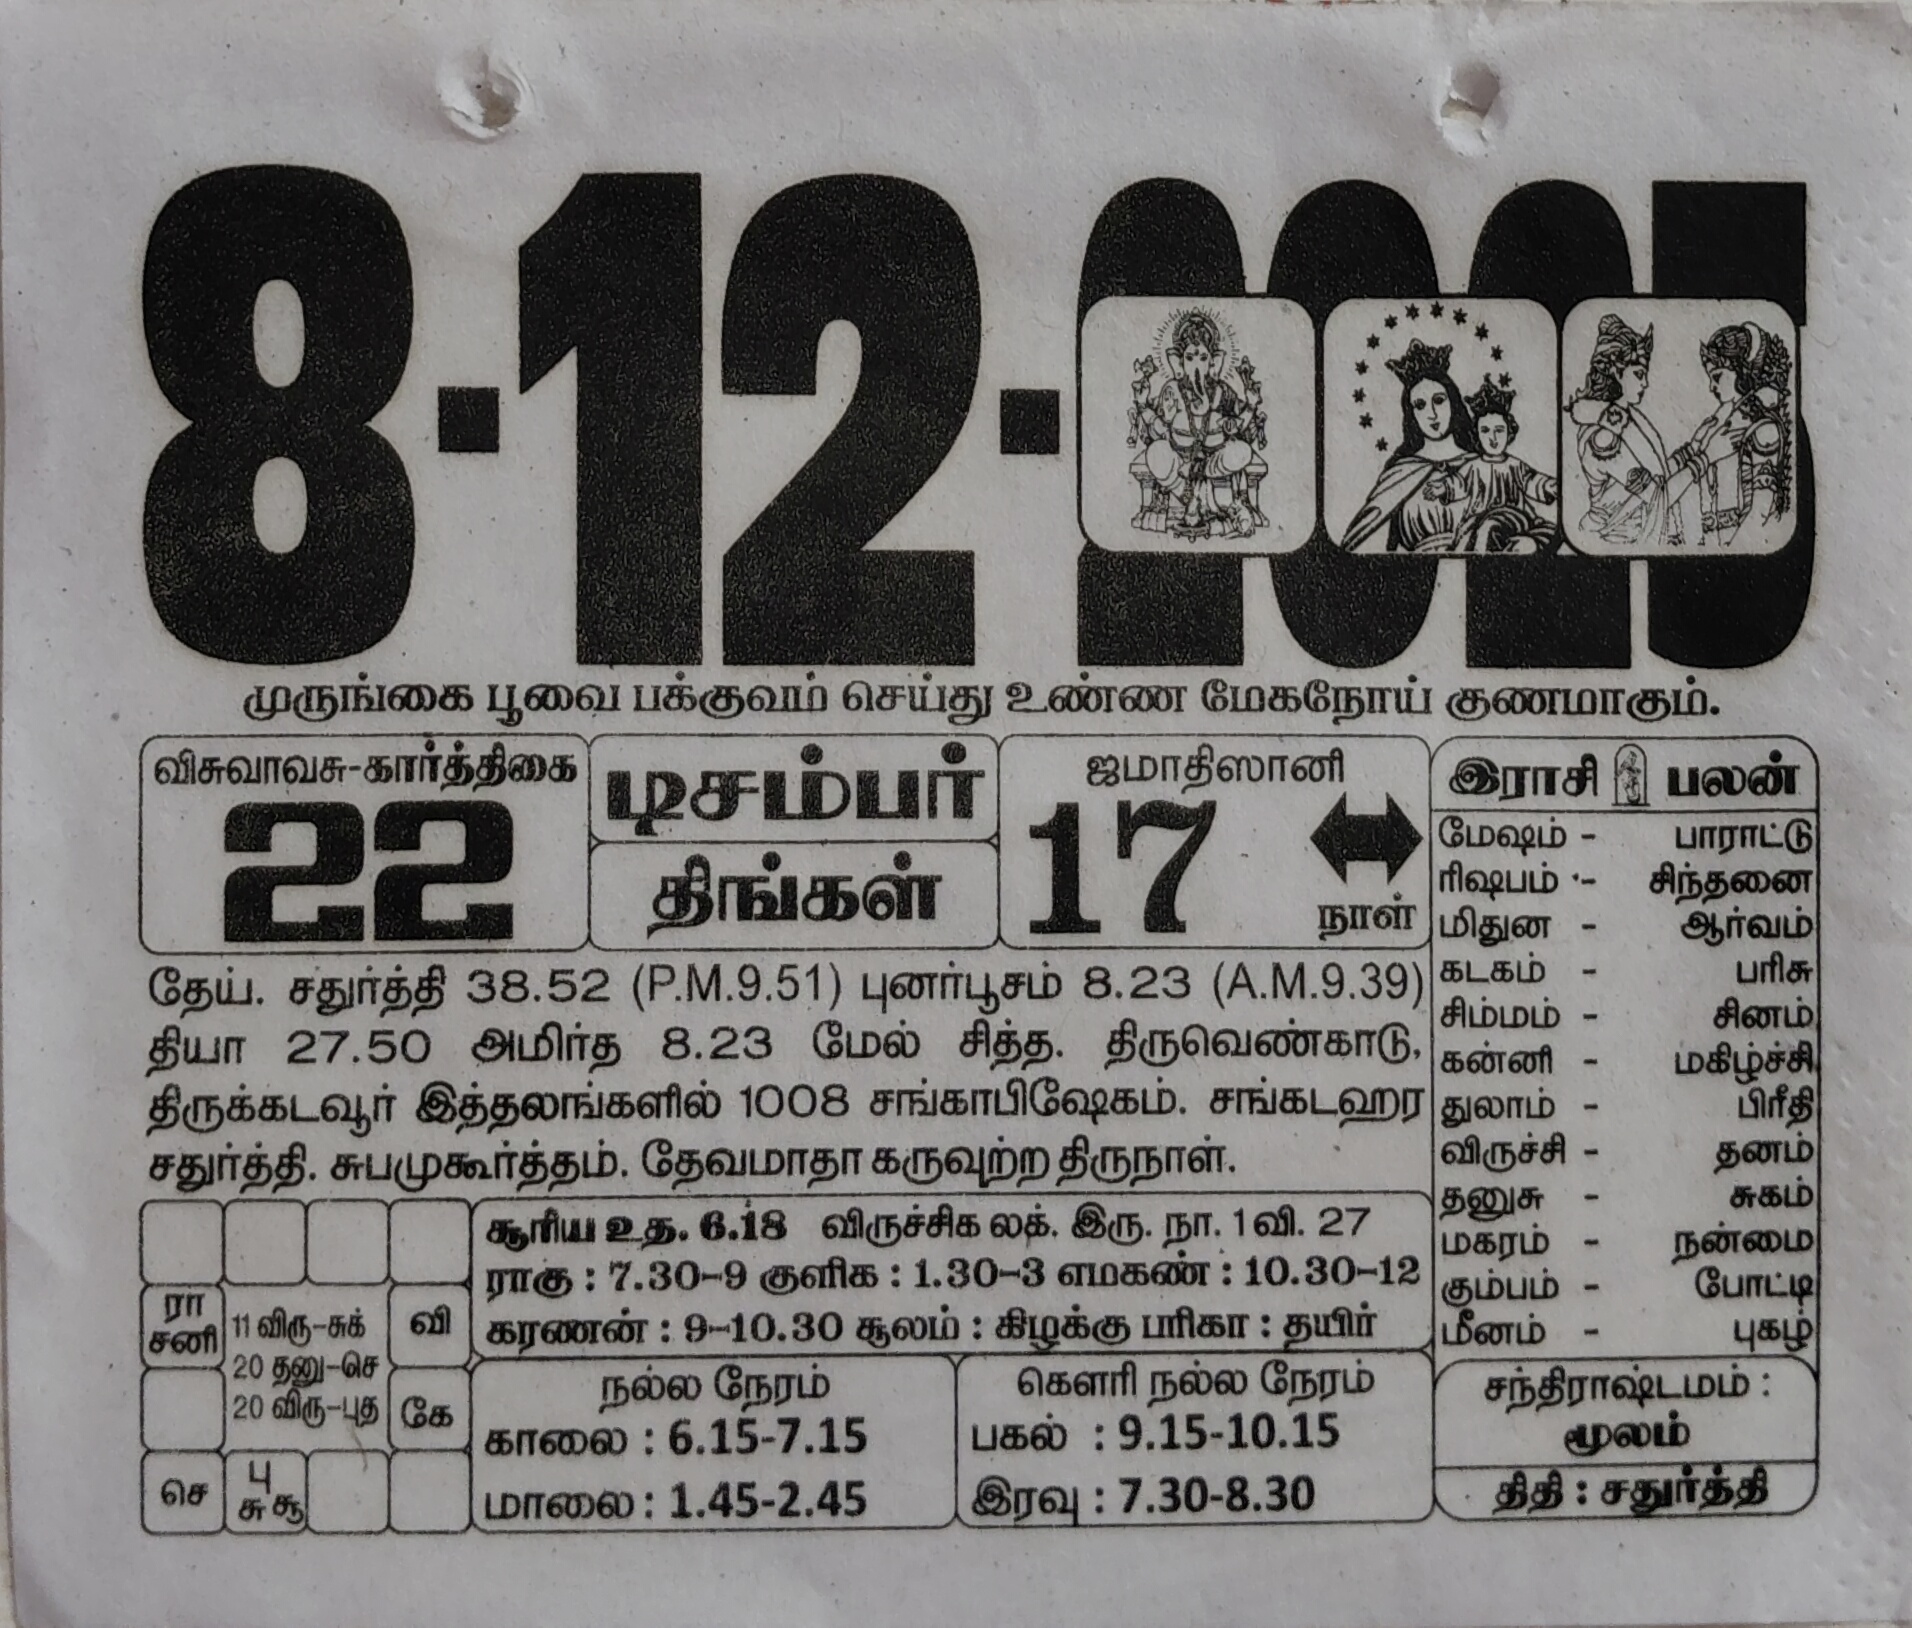 8-12-2025
முருங்கை பூவை பக்குவம் செய்து உண்ண மேகநோய் குணமாகும்.
விசுவாவசு-கார்த்திகை
22
டிசம்பர்
திங்கள்
ஜமாதிஸானி
17
நாள்
தேய். சதுர்த்தி 38.52 (P.M.9.51) புனர்பூசம் 8.23 (A.M.9.39)
தியா 27.50 அமிர்த 8.23 மேல் சித்த. திருவெண்காடு,
திருக்கடவூர் இத்தலங்களில் 1008 சங்காபிஷேகம். சங்கடஹர
சதுர்த்தி. சுபமுகூர்த்தம். தேவமாதா கருவுற்ற திருநாள்.
இராசி பலன்
மேஷம் - பாராட்டு
ரிஷபம் - சிந்தனை
மிதுன - ஆர்வம்
கடகம் - பரிசு
சிம்மம் - சினம்
கன்னி - மகிழ்ச்சி
துலாம் - பிரீதி
விருச்சி - தனம்
தனுசு - சுகம்
மகரம் - நன்மை
கும்பம் - போட்டி
மீனம் - புகழ்
சந்திராஷ்டமம் :
மூலம்
திதி : சதுர்த்தி
ரா
சனி
11 விரு-சுக்
20 தனு-செ
20 விரு-புத
வி
கே
செ
பு
சு சூ
சூரிய உத. 6.18 விருச்சிக லக். இரு. நா. 1 வி. 27
ராகு : 7.30-9 குளிக : 1.30-3 எமகண் : 10.30-12
கரணன் : 9-10.30 சூலம் : கிழக்கு பரிகா : தயிர்
நல்ல நேரம்
காலை : 6.15-7.15
மாலை : 1.45-2.45
கௌரி நல்ல நேரம்
பகல் : 9.15-10.15
இரவு : 7.30-8.30